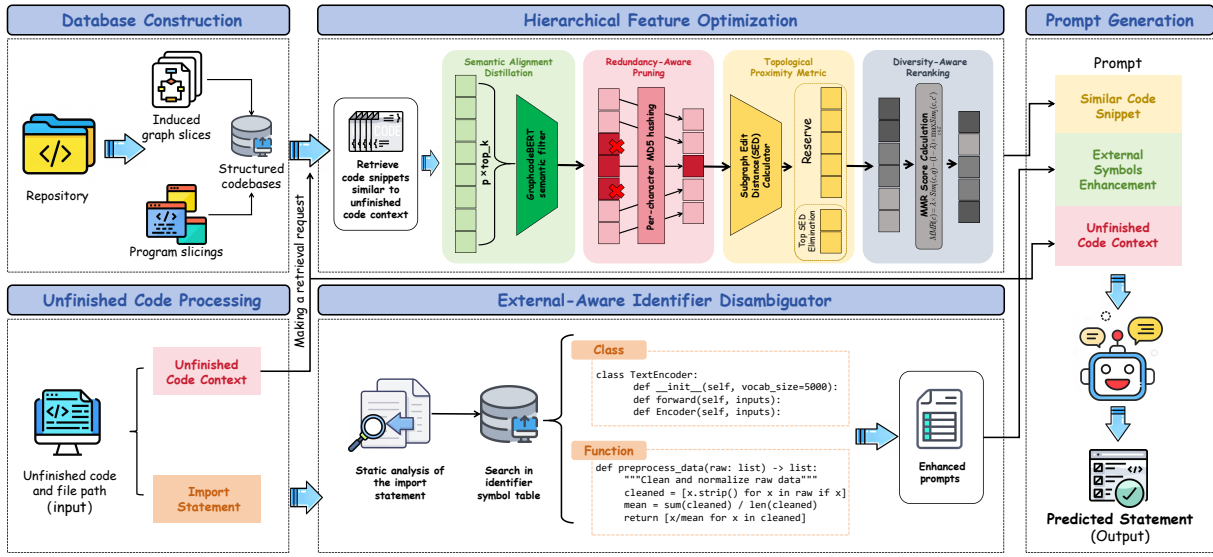 Database Construction
Induced
graph slices
Repository
Structured
codebases
Program slicings
Making a retrieval request
Hierarchical Feature Optimization
Retrieve
code snippets
similar to
unfinished
code context
CODE
Semantic Alignment
Distillation
p × top_k
GraphcodeBERT
semantic filter
Redundancy-Aware
Pruning
Per-character MD5 hashing
Topological
Proximity Metric
Subgraph Edit
Distance(SED)
Calculator
Reserve
Top SED
Elimination
Diversity-Aware
Reranking
MMR Score Calculation
Prompt Generation
Prompt
Similar Code
Snippet
External
Symbols
Enhancement
Unfinished
Code Context
Predicted Statement
(Output)
Unfinished Code Processing
Unfinished code
and file path
(input)
Unfinished
Code Context
Import
Statement
External-Aware Identifier Disambiguator
Static analysis of
the import
statement
Search in
identifier
symbol table
Class
class TextEncoder:
def __init__(self, vocab_size=5000):
def forward(self, inputs):
def Encoder(self, inputs):
Function
def preprocess_data(raw: list) -> list:
"""Clean and normalize raw data"""
cleaned = [x.strip() for x in raw if x]
mean = sum(cleaned) / len(cleaned)
return [x/mean for x in cleaned]
Enhanced
prompts